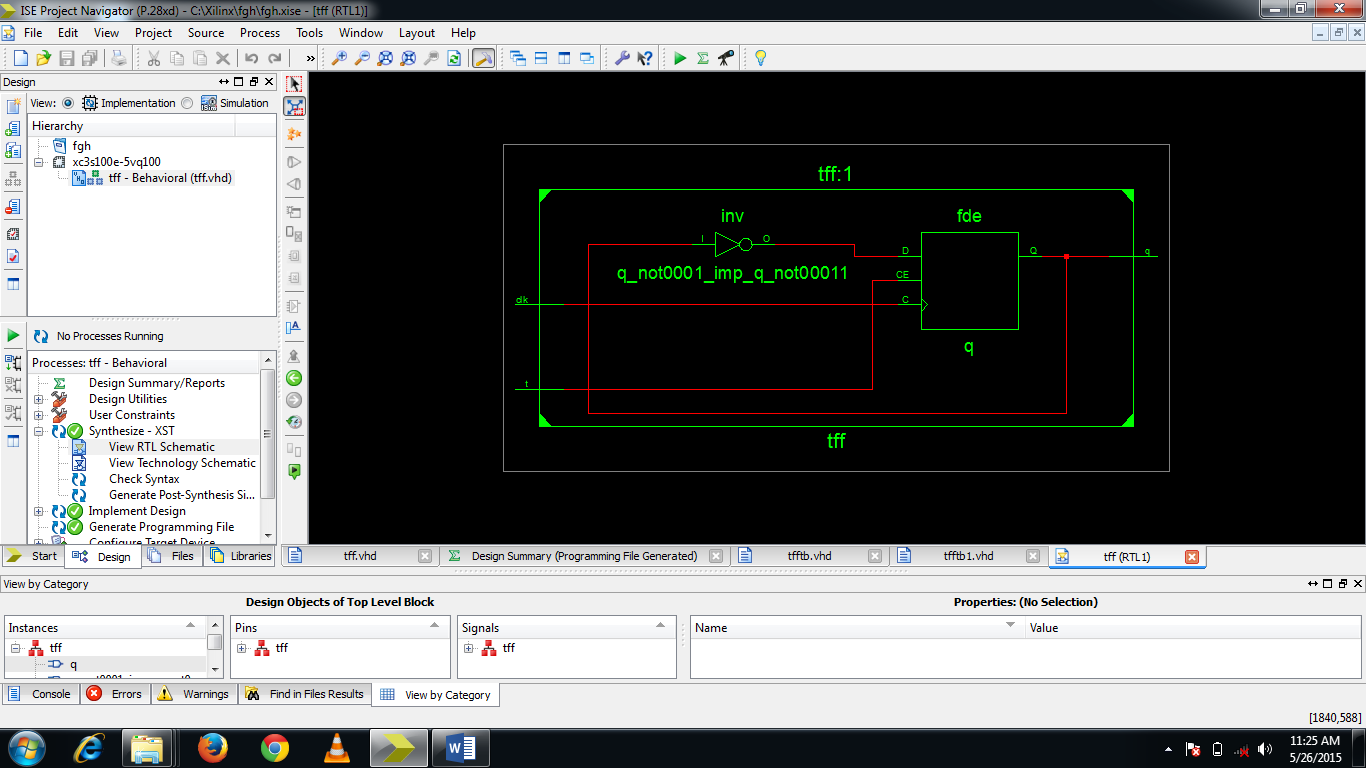 ISE Project Navigator (P.28xd) - C:\Xilinx\fgh\fgh.xise - [tff (RTL1)]
File Edit View Project Source Process Tools Window Layout Help
»
Design
View: Implementation Simulation
Hierarchy
fgh
xc3s100e-5vq100
tff - Behavioral (tff.vhd)
No Processes Running
Processes: tff - Behavioral
Design Summary/Reports
Design Utilities
User Constraints
Synthesize - XST
View RTL Schematic
View Technology Schematic
Check Syntax
Generate Post-Synthesis Si...
Implement Design
Generate Programming File
Configure Target Device
Start Design Files Libraries
tff:1
inv fde
I O D Q q
q_not0001_imp_q_not00011 CE
clk C
q
t
tff
tff.vhd Design Summary (Programming File Generated) tfftb.vhd tfftb1.vhd tff (RTL1)
View by Category
Design Objects of Top Level Block Properties: (No Selection)
Instances Pins Signals Name Value
tff tff tff
q
Console Errors Warnings Find in Files Results View by Category
[1840,588]
11:25 AM
5/26/2015